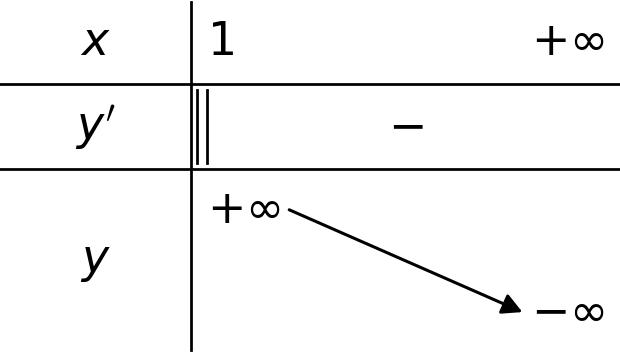 x 1 +∞
y′ −
+∞
y
−∞